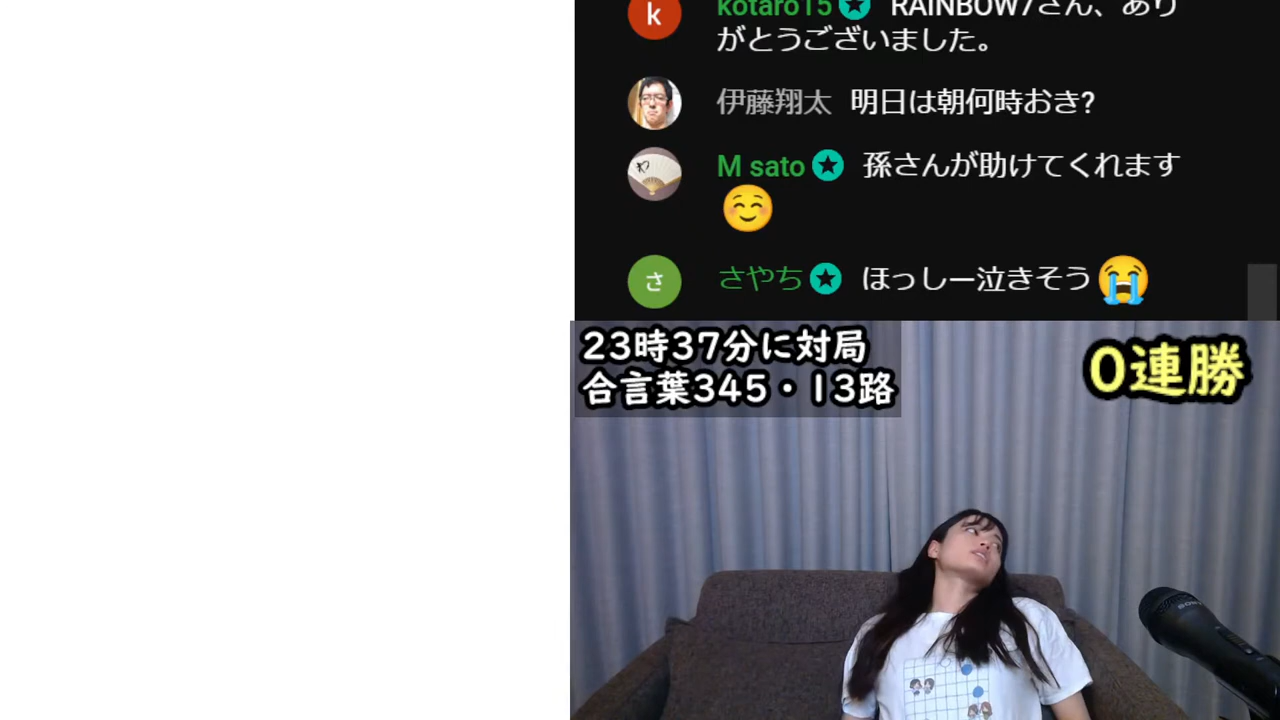 kotaro15 RAINBOW7さん、あり
がとうございました。
伊藤翔太 明日は朝何時おき?
M sato 孫さんが助けてくれます
☺️
さ さやち ほっしー泣きそう😭
23時37分に対局
合言葉345・13路
0連勝
k
SONY